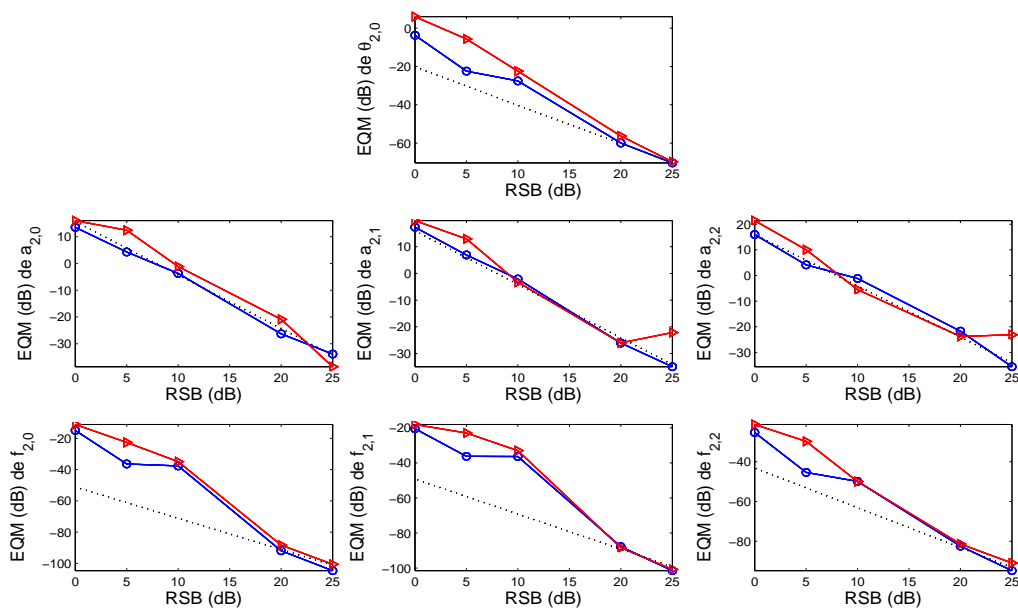 EQM (dB) de θ2,0
0
−20
−40
−60
0 5 10 15 20 25
RSB (dB)
EQM (dB) de a2,0
10
0
−10
−20
−30
0 5 10 15 20 25
RSB (dB)
EQM (dB) de a2,1
10
0
−10
−20
−30
0 5 10 15 20 25
RSB (dB)
EQM (dB) de a2,2
20
10
0
−10
−20
−30
0 5 10 15 20 25
RSB (dB)
EQM (dB) de f2,0
−20
−40
−60
−80
−100
0 5 10 15 20 25
RSB (dB)
EQM (dB) de f2,1
−20
−40
−60
−80
−100
0 5 10 15 20 25
RSB (dB)
EQM (dB) de f2,2
−40
−60
−80
0 5 10 15 20 25
RSB (dB)